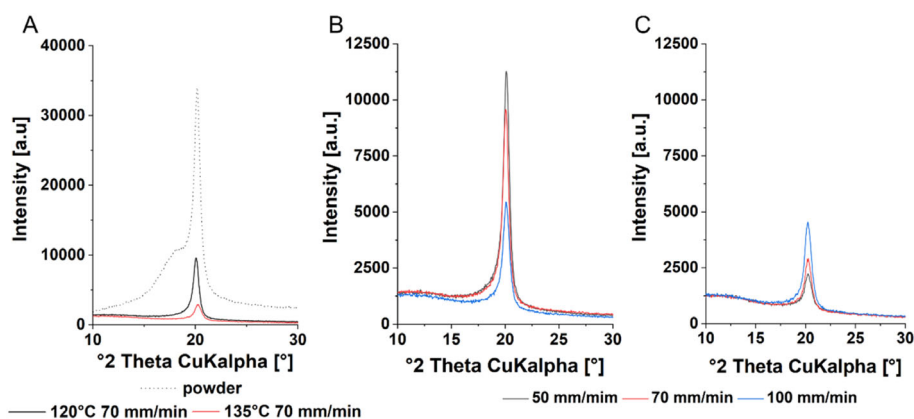 A
B
C
40000
30000
20000
10000
0
10
15
20
25
30
Intensity [a.u]
°2 Theta CuKalpha [°]
12500
10000
7500
5000
2500
0
10
15
20
25
30
Intensity [a.u.]
°2 Theta CuKalpha [°]
12500
10000
7500
5000
2500
0
10
15
20
25
30
Intensity [a.u.]
°2 Theta CuKalpha [°]
powder
120°C 70 mm/min 135°C 70 mm/min
50 mm/mim 70 mm/min 100 mm/min